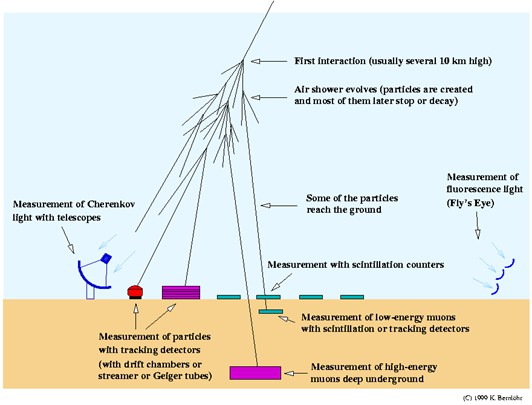 First interaction (usually several 10 km high)
Air shower evolves (particles are created
and most of them later stop or decay)
Measurement of
fluorescence light
(Fly's Eye)
Measurement of Cherenkov
light with telescopes
Some of the particles
reach the ground
Measurement with scintillation counters
Measurement of low-energy muons
with scintillation or tracking detectors
Measurement of particles
with tracking detectors
(with drift chambers or
streamer or Geiger tubes)
Measurement of high-energy
muons deep underground
(C) 1999 K. Bernlöhr